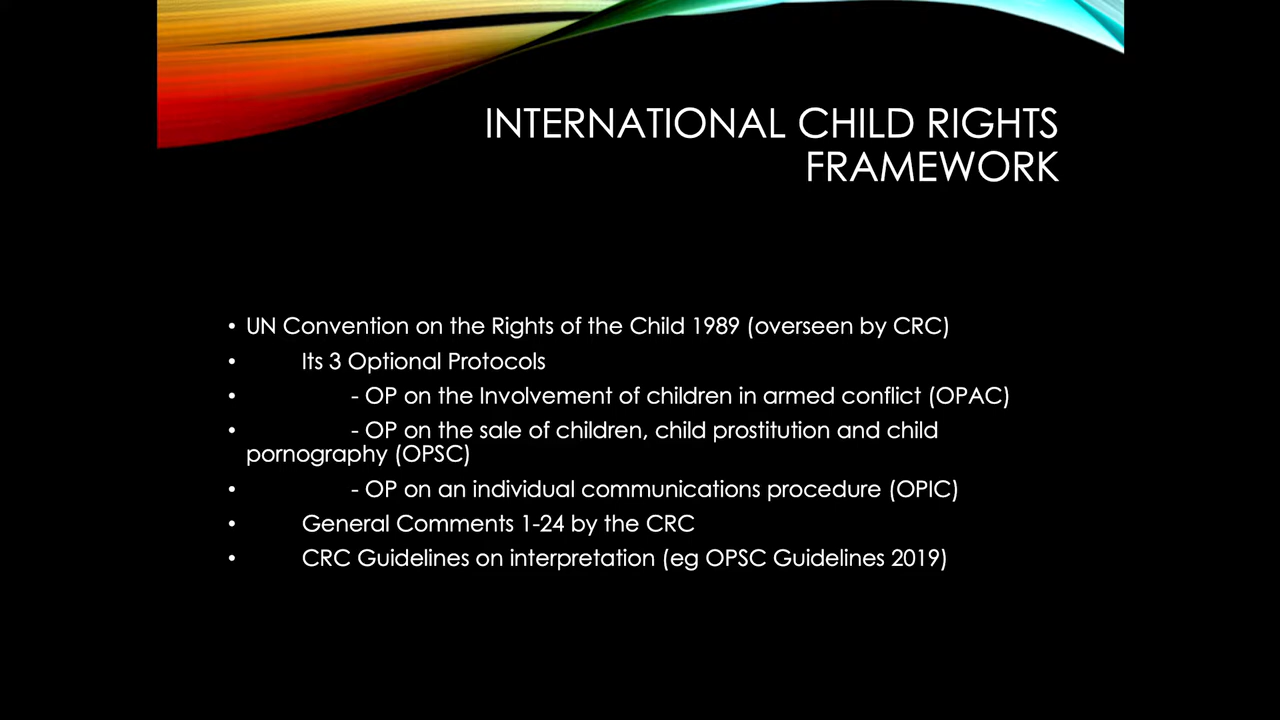 INTERNATIONAL CHILD RIGHTS
FRAMEWORK
• UN Convention on the Rights of the Child 1989 (overseen by CRC)
• Its 3 Optional Protocols
• - OP on the Involvement of children in armed conflict (OPAC)
• - OP on the sale of children, child prostitution and child
pornography (OPSC)
• - OP on an individual communications procedure (OPIC)
• General Comments 1-24 by the CRC
• CRC Guidelines on interpretation (eg OPSC Guidelines 2019)